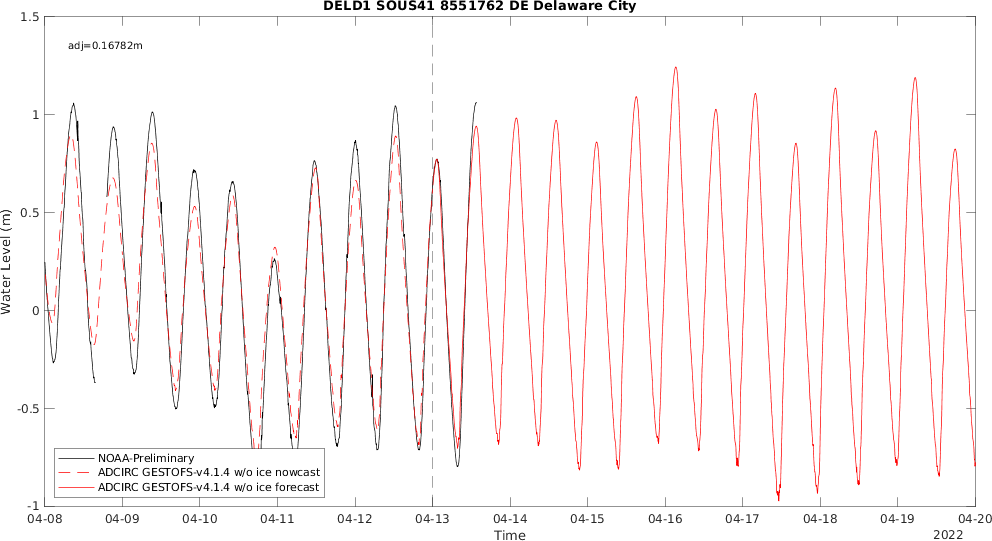 DELD1 SOUS41 8551762 DE Delaware City
adj=0.16782m
1.5
1
0.5
0
-0.5
-1
Water Level (m)
NOAA-Preliminary
ADCIRC GESTOFS-v4.1.4 w/o ice nowcast
ADCIRC GESTOFS-v4.1.4 w/o ice forecast
04-08 04-09 04-10 04-11 04-12 04-13 04-14 04-15 04-16 04-17 04-18 04-19 04-20
Time
2022